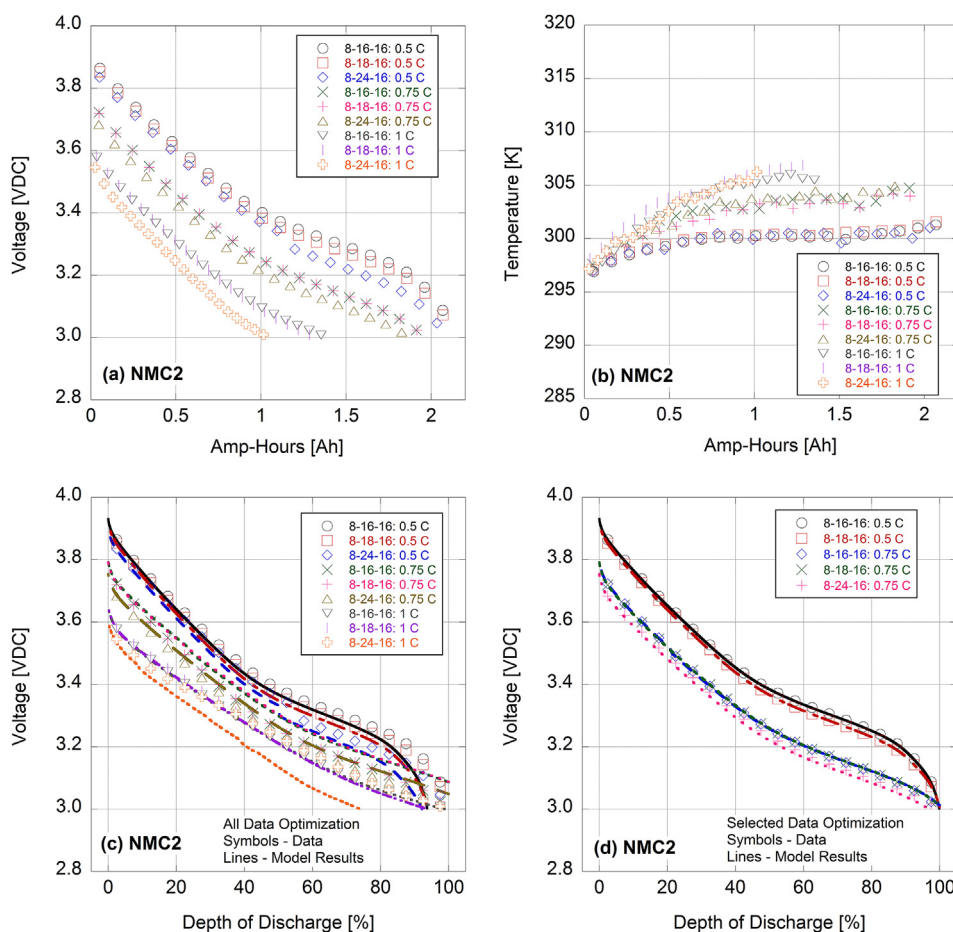 4.0
3.8
3.6
3.4
3.2
3.0
2.8
Voltage [VDC]
8-16-16: 0.5 C
8-18-16: 0.5 C
8-24-16: 0.5 C
8-16-16: 0.75 C
8-18-16: 0.75 C
8-24-16: 0.75 C
8-16-16: 1 C
8-18-16: 1 C
8-24-16: 1 C
(a) NMC2
0 0.5 1 1.5 2
Amp-Hours [Ah]
320
315
310
305
300
295
290
285
Temperature [K]
8-16-16: 0.5 C
8-18-16: 0.5 C
8-24-16: 0.5 C
8-16-16: 0.75 C
8-18-16: 0.75 C
8-24-16: 0.75 C
8-16-16: 1 C
8-18-16: 1 C
8-24-16: 1 C
(b) NMC2
0 0.5 1 1.5 2
Amp-Hours [Ah]
4.0
3.8
3.6
3.4
3.2
3.0
2.8
Voltage [VDC]
8-16-16: 0.5 C
8-18-16: 0.5 C
8-24-16: 0.5 C
8-16-16: 0.75 C
8-18-16: 0.75 C
8-24-16: 0.75 C
8-16-16: 1 C
8-18-16: 1 C
8-24-16: 1 C
All Data Optimization
Symbols - Data
Lines - Model Results
(c) NMC2
0 20 40 60 80 100
Depth of Discharge [%]
4.0
3.8
3.6
3.4
3.2
3.0
2.8
Voltage [VDC]
8-16-16: 0.5 C
8-18-16: 0.5 C
8-16-16: 0.75 C
8-18-16: 0.75 C
8-24-16: 0.75 C
Selected Data Optimization
Symbols - Data
Lines - Model Results
(d) NMC2
0 20 40 60 80 100
Depth of Discharge [%]